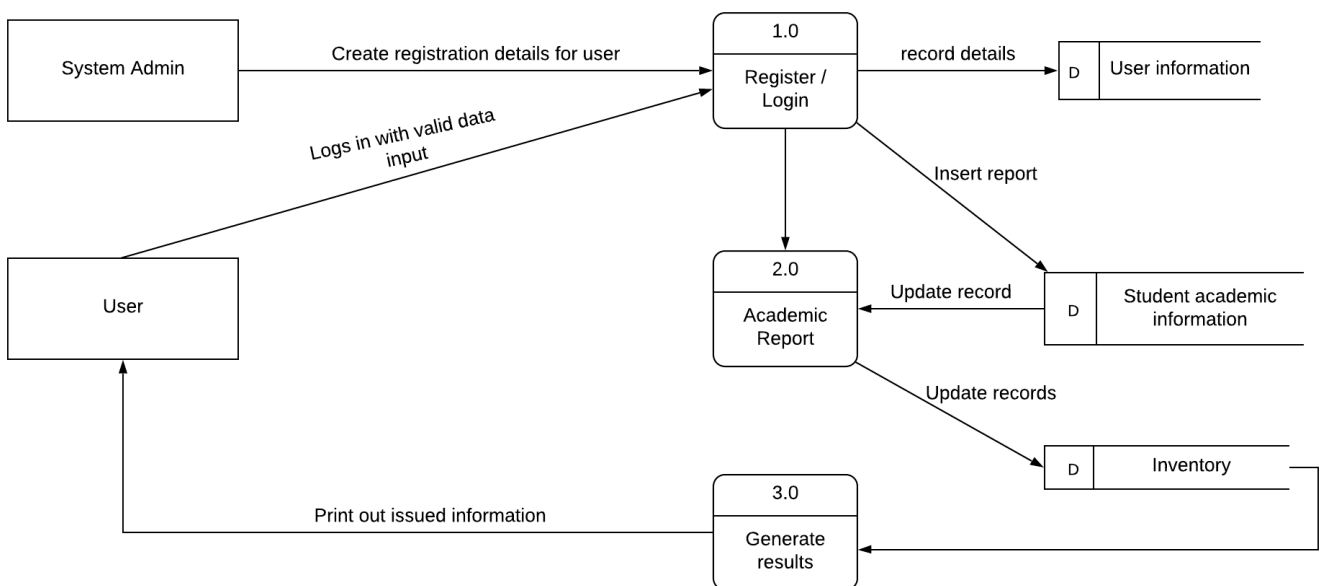 1.0
System Admin
Create registration details for user
Register /
Login
record details
D
User information
Logs in with valid data
input
Insert report
2.0
User
Academic
Report
Update record
D
Student academic
information
Update records
D
Inventory
3.0
Print out issued information
Generate
results